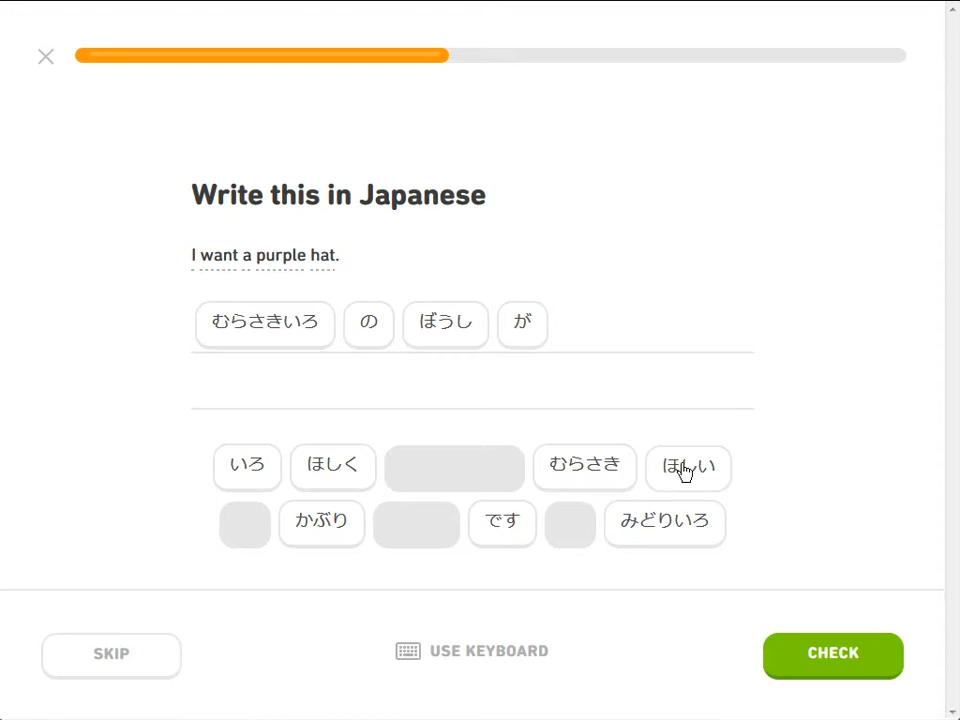 Write this in Japanese
I want a purple hat.
むらさきいろ の ぼうし が
いろ ほしく むらさき ほしい
かぶり です みどりいろ
SKIP USE KEYBOARD CHECK